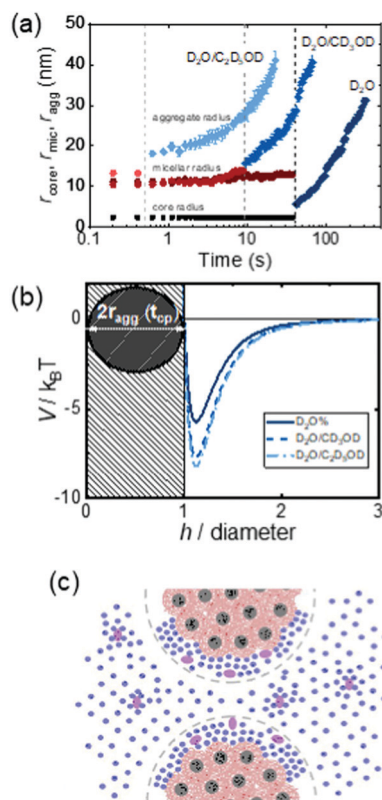 (a)
r_core, r_mic, r_agg (nm)
50
40
30
20
10
0
D₂O/C₂D₅OD
D₂O/CD₃OD
D₂O
aggregate radius
micellar radius
core radius
0.1
1
10
100
Time (s)
(b)
2r_agg (t_cp)
V / k_BT
0
-5
-10
D₂O%
D₂O/CD₃OD
D₂O/C₂D₅OD
0
1
2
3
h / diameter
(c)